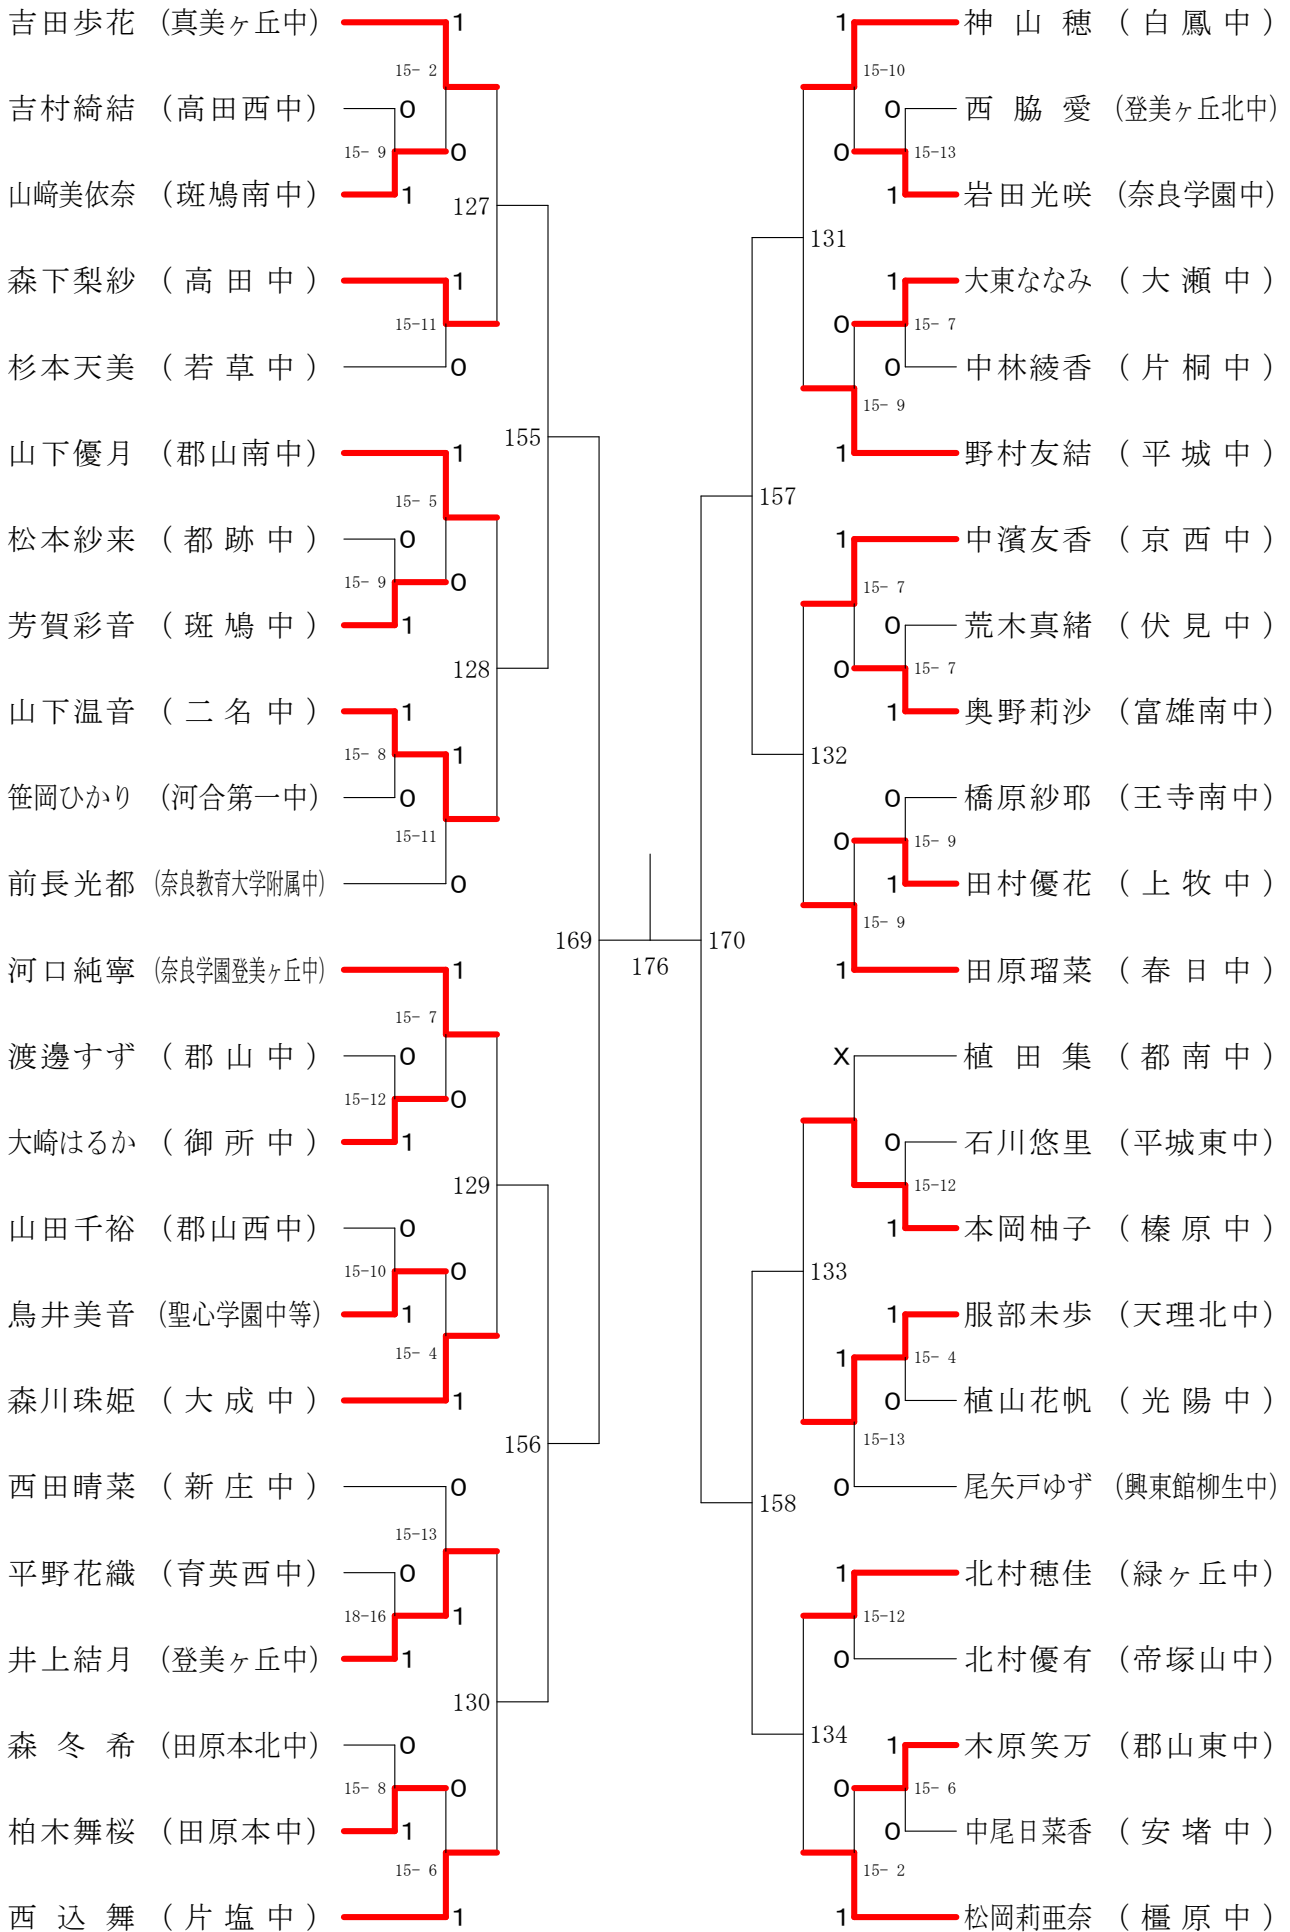 吉田歩花 (真美ヶ丘中) 1
15- 2
吉村綺結 (高田西中) 0
15- 9 0
山﨑美依奈 (斑鳩南中) 1
127
森下梨紗 (高田中) 1
15-11
杉本天美 (若草中) 0
155
山下優月 (郡山南中) 1
15- 5
松本紗来 (都跡中) 0
15- 9 0
芳賀彩音 (斑鳩中) 1
128
山下温音 (二名中) 1
15- 8 1
笹岡ひかり (河合第一中) 0
15-11
前長光都 (奈良教育大学附属中) 0
169
河口純寧 (奈良学園登美ヶ丘中) 1
15- 7
渡邊すず (郡山中) 0
15-12 0
大崎はるか (御所中) 1
129
山田千裕 (郡山西中) 0
15-10 0
鳥井美音 (聖心学園中等) 1
15- 4
森川珠姫 (大成中) 1
156
西田晴菜 (新庄中) 0
15-13
平野花織 (育英西中) 0
18-16 1
井上結月 (登美ヶ丘中) 1
130
森冬希 (田原本北中) 0
15- 8 0
柏木舞桜 (田原本中) 1
15- 6
西込舞 (片塩中) 1
176
1 神山穂 (白鳳中)
15-10
0 西脇愛 (登美ヶ丘北中)
0 15-13
1 岩田光咲 (奈良学園中)
131
1 大東ななみ (大瀬中)
0 15- 7
0 中林綾香 (片桐中)
15- 9
1 野村友結 (平城中)
157
1 中濱友香 (京西中)
15- 7
0 荒木真緒 (伏見中)
0 15- 7
1 奥野莉沙 (富雄南中)
132
0 橋原紗耶 (王寺南中)
0 15- 9
1 田村優花 (上牧中)
15- 9
1 田原瑠菜 (春日中)
170
X 植田集 (都南中)
0 石川悠里 (平城東中)
15-12
1 本岡柚子 (榛原中)
133
1 服部未歩 (天理北中)
1 15- 4
0 植山花帆 (光陽中)
15-13
0 尾矢戸ゆず (興東館柳生中)
158
1 北村穂佳 (緑ヶ丘中)
15-12
0 北村優有 (帝塚山中)
134
1 木原笑万 (郡山東中)
0 15- 6
0 中尾日菜香 (安堵中)
15- 2
1 松岡莉亜奈 (橿原中)